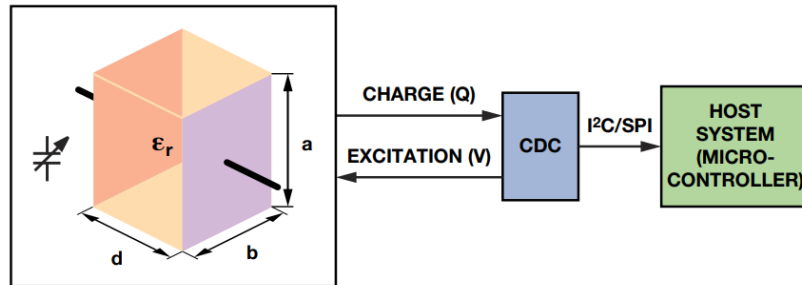 εr
a
d
b
CHARGE (Q)
EXCITATION (V)
CDC
I²C/SPI
HOST
SYSTEM
(MICRO-
CONTROLLER)